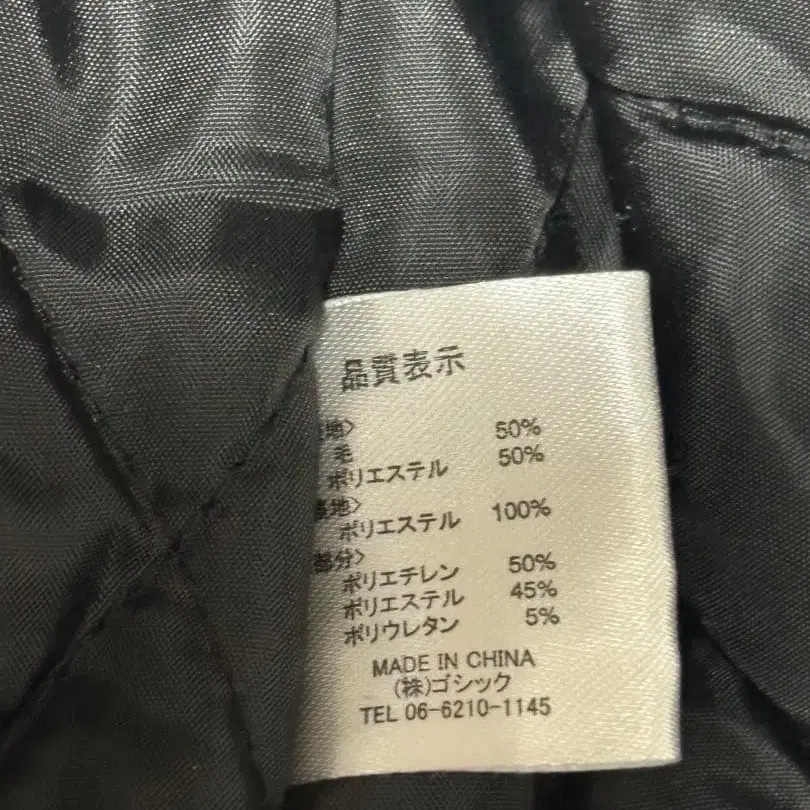 品質表示
地>
毛 50%
ポリエステル 50%
地>
ポリエステル 100%
部分>
ポリエチレン 50%
ポリエステル 45%
ポリウレタン 5%
MADE IN CHINA
(株)ゴシック
TEL 06-6210-1145